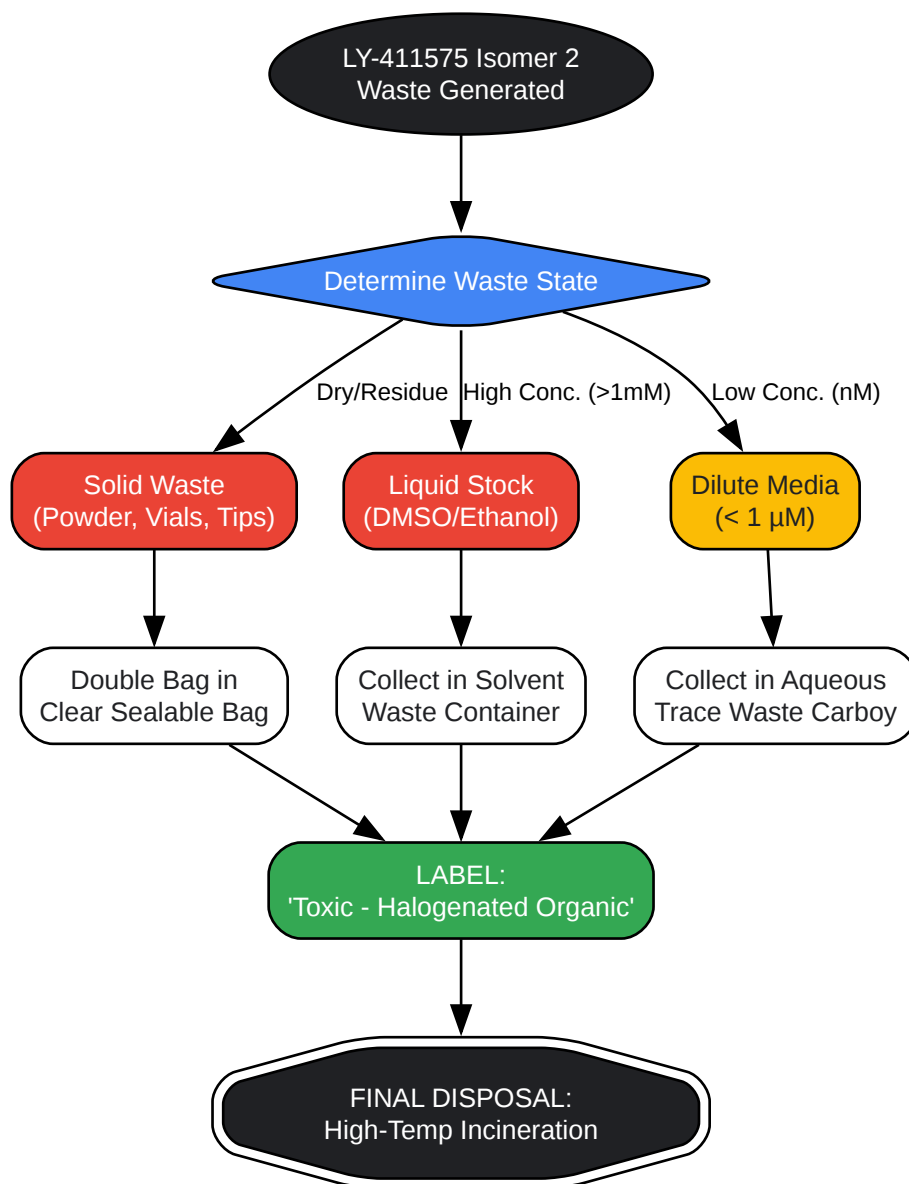 LY-411575 Isomer 2
Waste Generated
Determine Waste State
Dry/Residue
High Conc. (>1mM)
Low Conc. (nM)
Solid Waste
(Powder, Vials, Tips)
Liquid Stock
(DMSO/Ethanol)
Dilute Media
(< 1 µM)
Double Bag in
Clear Sealable Bag
Collect in Solvent
Waste Container
Collect in Aqueous
Trace Waste Carboy
LABEL:
'Toxic - Halogenated Organic'
FINAL DISPOSAL:
High-Temp Incineration